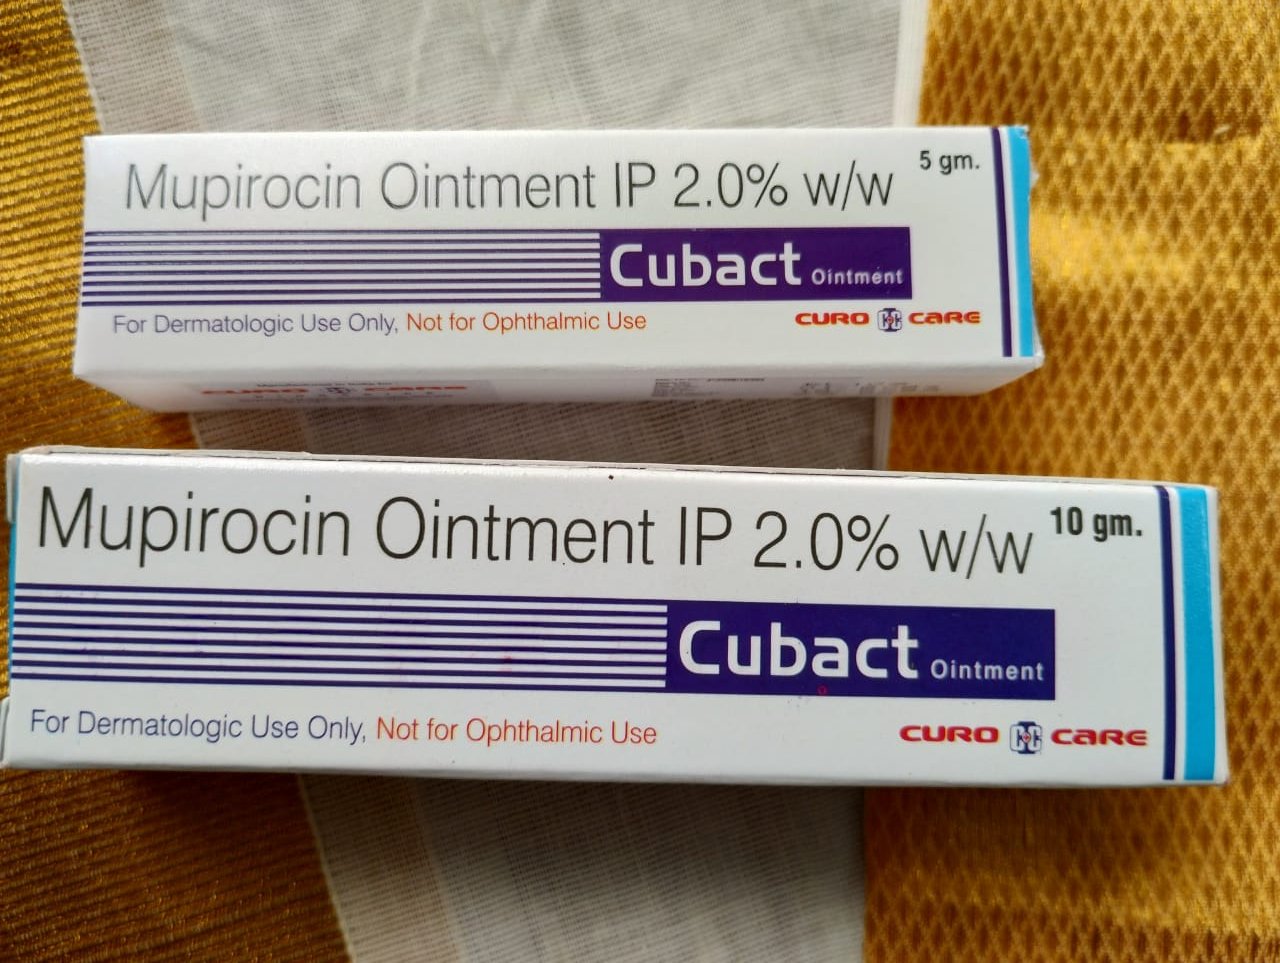 Mupirocin Ointment IP 2.0% w/w 5 gm.
Cubact Ointment
For Dermatologic Use Only, Not for Ophthalmic Use
CURO CARE
CURO CARE
Mupirocin Ointment IP 2.0% w/w 10 gm.
Cubact Ointment
For Dermatologic Use Only, Not for Ophthalmic Use
CURO CARE